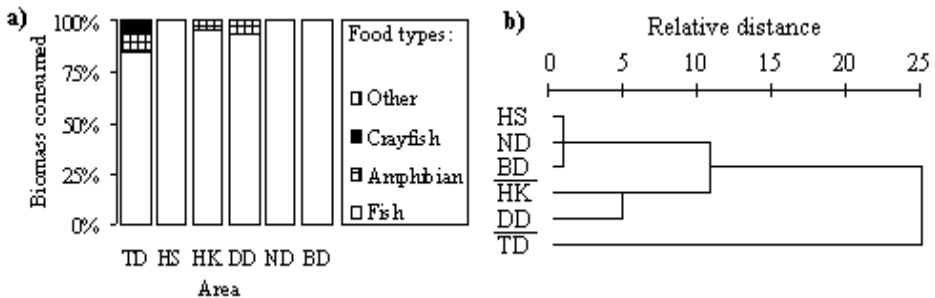 a)
Biomass consumed
100%
75%
50%
25%
0%
TD HS HK DD ND BD
Area
Food types:
Other
Crayfish
Amphibian
Fish
b)
Relative distance
0 5 10 15 20 25
HS
ND
BD
HK
DD
TD